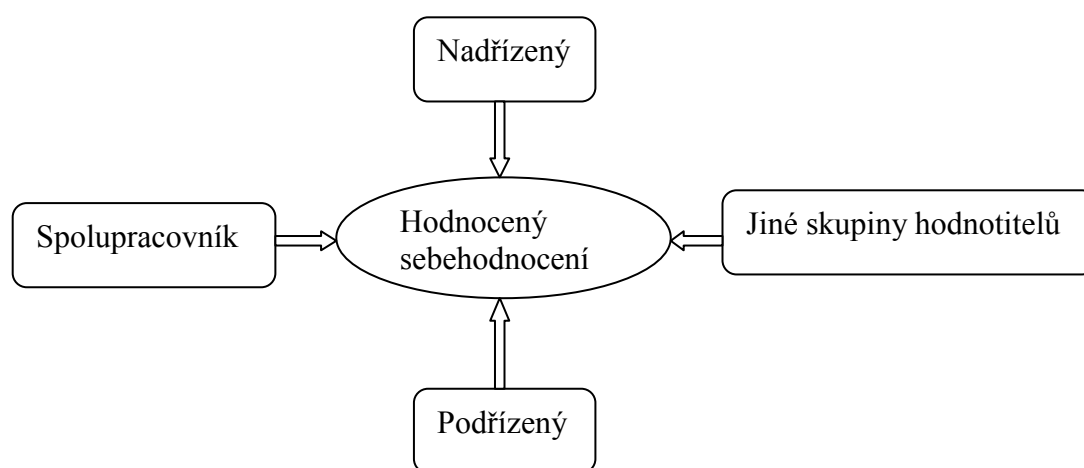 Nadřízený
Spolupracovník
Hodnocený
sebehodnocení
Jiné skupiny hodnotitelů
Podřízený